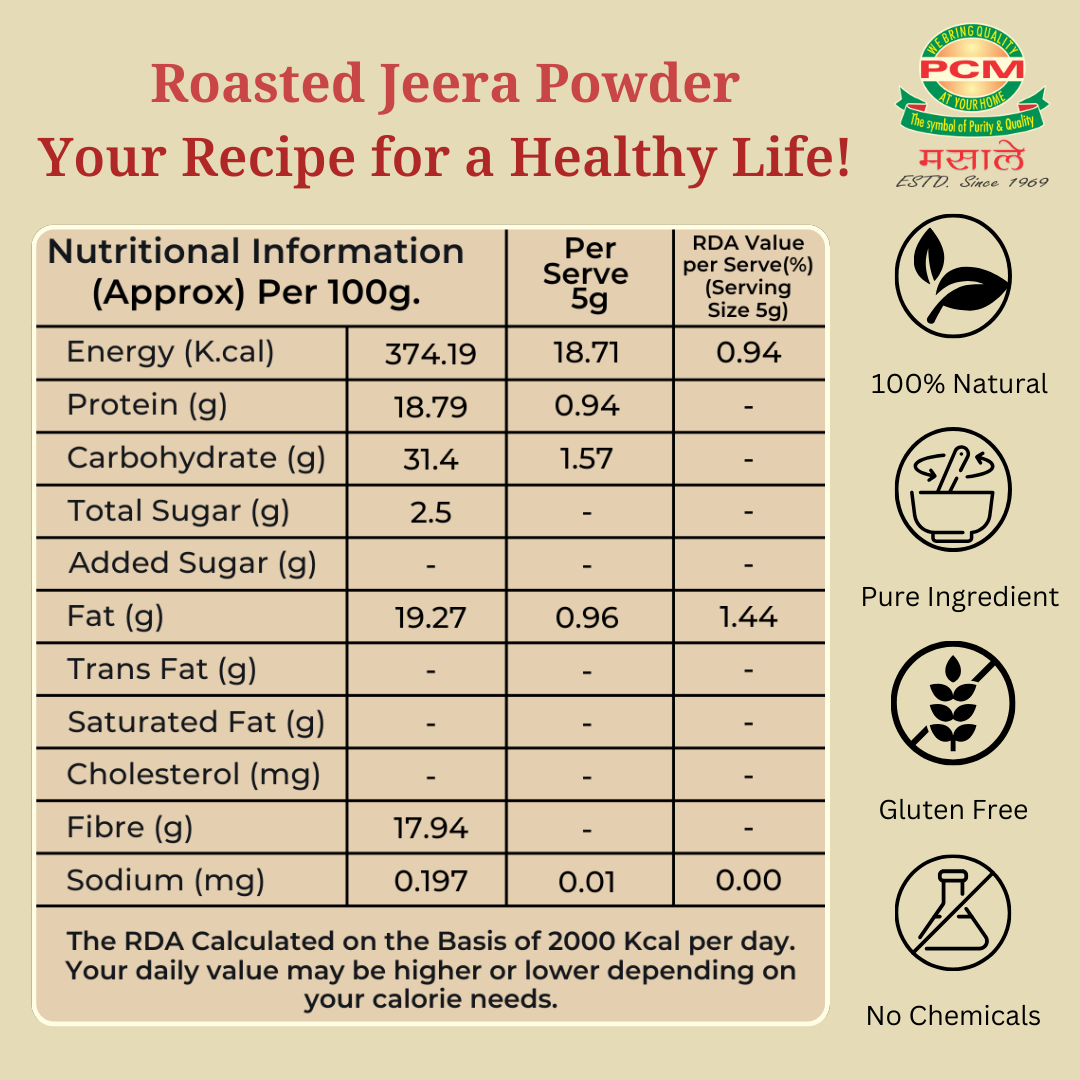 Roasted Jeera Powder
Your Recipe for a Healthy Life!
WE BRING QUALITY
PCM
AT YOUR HOME
The symbol of Purity & Quality
मसाले
ESTD. Since 1969
Nutritional Information
(Approx) Per 100g.
Per
Serve
5g
RDA Value
per Serve(%)
(Serving
Size 5g)
Energy (K.cal) 374.19 18.71 0.94
Protein (g) 18.79 0.94 -
Carbohydrate (g) 31.4 1.57 -
Total Sugar (g) 2.5 - -
Added Sugar (g) - - -
Fat (g) 19.27 0.96 1.44
Trans Fat (g) - - -
Saturated Fat (g) - - -
Cholesterol (mg) - - -
Fibre (g) 17.94 - -
Sodium (mg) 0.197 0.01 0.00
The RDA Calculated on the Basis of 2000 Kcal per day.
Your daily value may be higher or lower depending on
your calorie needs.
100% Natural
Pure Ingredient
Gluten Free
No Chemicals